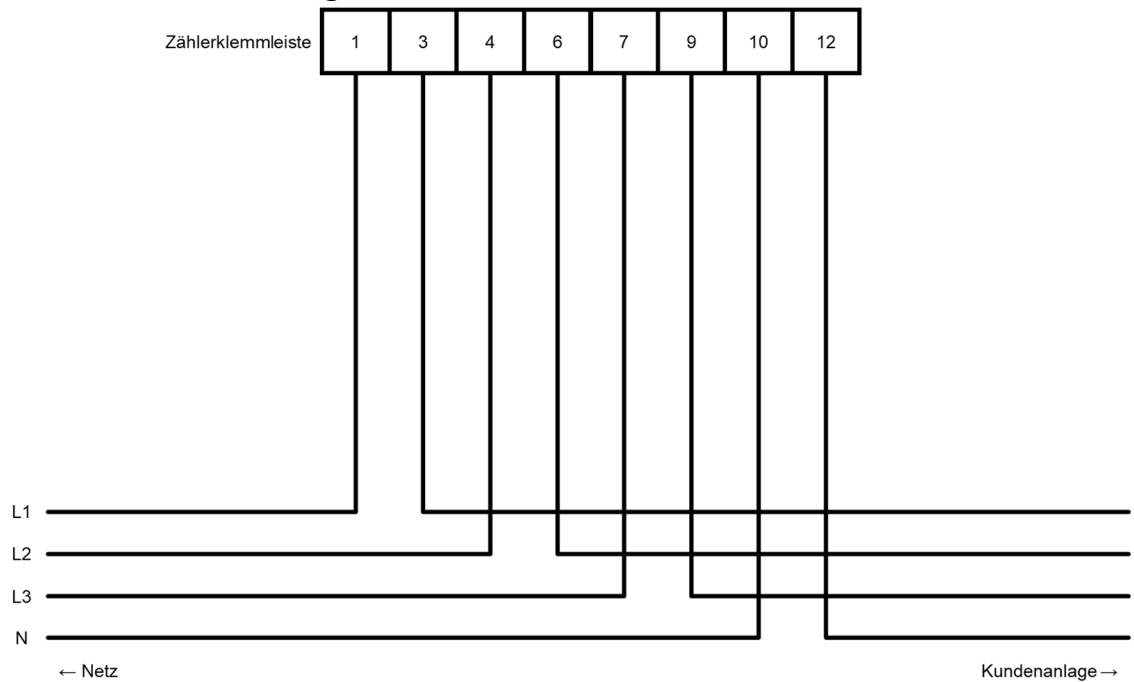 Zählerklemmleiste 1 3 4 6 7 9 10 12
L1
L2
L3
N
← Netz Kundenanlage →